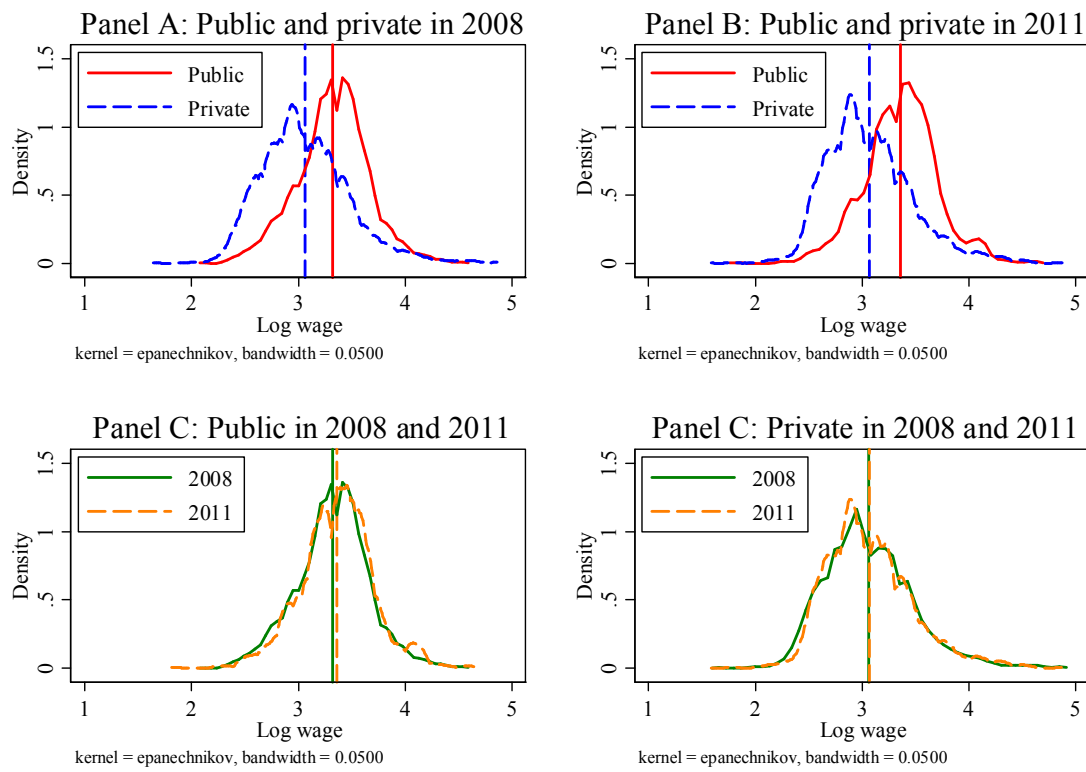 Panel A: Public and private in 2008
Public
Private
Density
0
.5
1
1.5
1 2 3 4 5
Log wage
kernel = epanechnikov, bandwidth = 0.0500
Panel B: Public and private in 2011
Public
Private
Density
0
.5
1
1.5
1 2 3 4 5
Log wage
kernel = epanechnikov, bandwidth = 0.0500
Panel C: Public in 2008 and 2011
2008
2011
Density
0
.5
1
1.5
1 2 3 4 5
Log wage
kernel = epanechnikov, bandwidth = 0.0500
Panel C: Private in 2008 and 2011
2008
2011
Density
0
.5
1
1.5
1 2 3 4 5
Log wage
kernel = epanechnikov, bandwidth = 0.0500